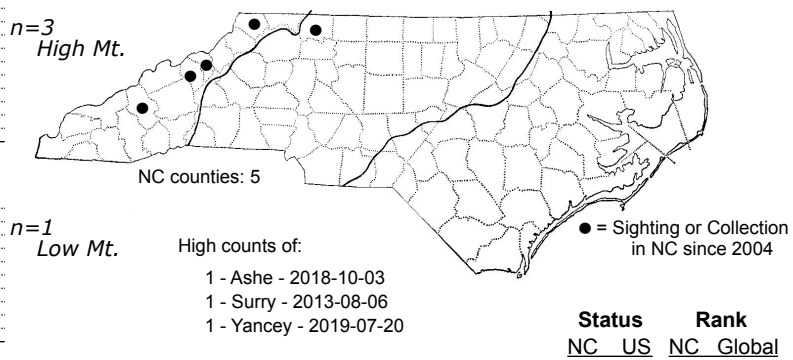 n=3
High Mt.
NC counties: 5
n=1
Low Mt.
High counts of:
1 - Ashe - 2018-10-03
1 - Surry - 2013-08-06
1 - Yancey - 2019-07-20
● = Sighting or Collection
in NC since 2004
Status Rank
NC US NC Global